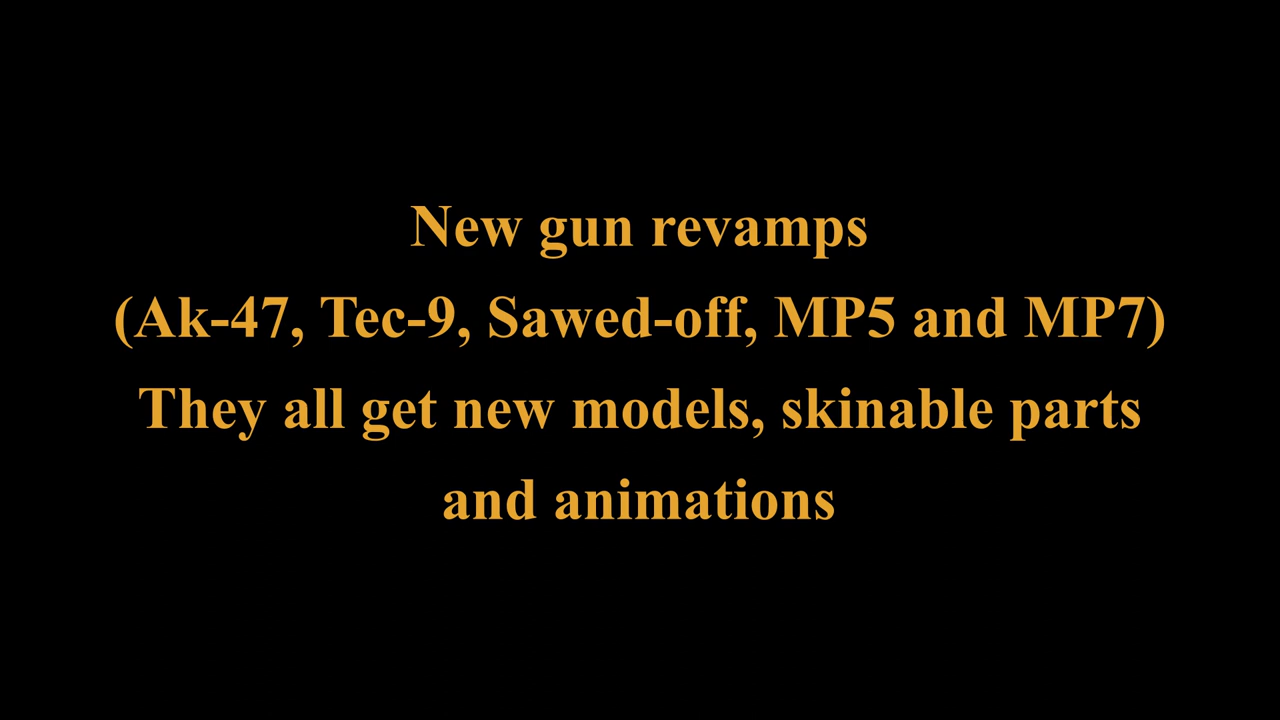 New gun revamps
(Ak-47, Tec-9, Sawed-off, MP5 and MP7)
They all get new models, skinable parts
and animations